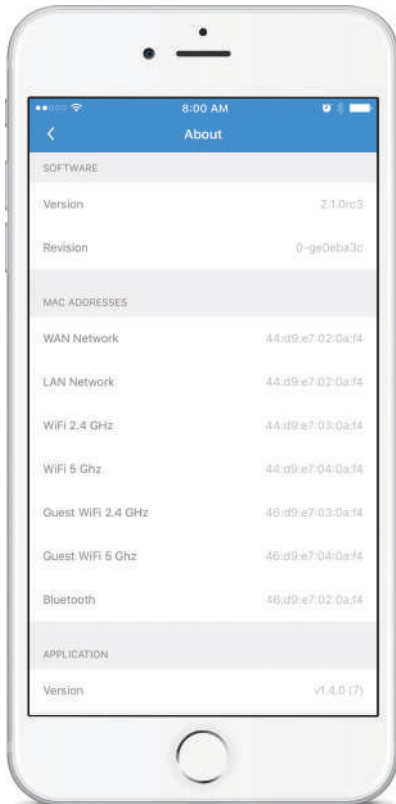 8:00 AM
About
SOFTWARE
Version 2.1.0rc3
Revision 0-ge0eba3c
MAC ADDRESSES
WAN Network 44:d9:e7:02:0a:f4
LAN Network 44:d9:e7:02:0a:f4
WiFi 2.4 GHz 44:d9:e7:03:0a:f4
WiFi 5 Ghz 44:d9:e7:04:0a:f4
Guest WiFi 2.4 GHz 46:d9:e7:03:0a:f4
Guest WiFi 5 Ghz 46:d9:e7:04:0a:f4
Bluetooth 46:d9:e7:02:0a:f4
APPLICATION
Version v1.4.0 (7)